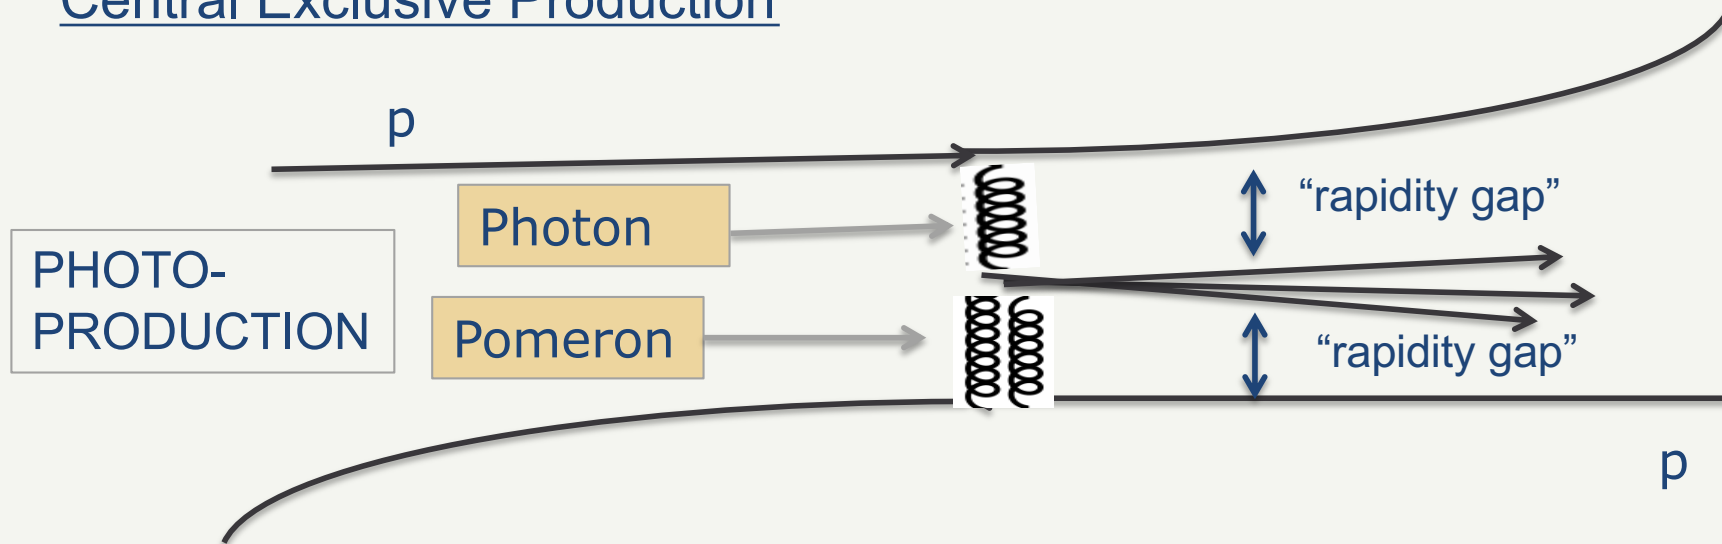 Central Exclusive Production
p
Photon
“rapidity gap”
PHOTO-
PRODUCTION
Pomeron
“rapidity gap”
p